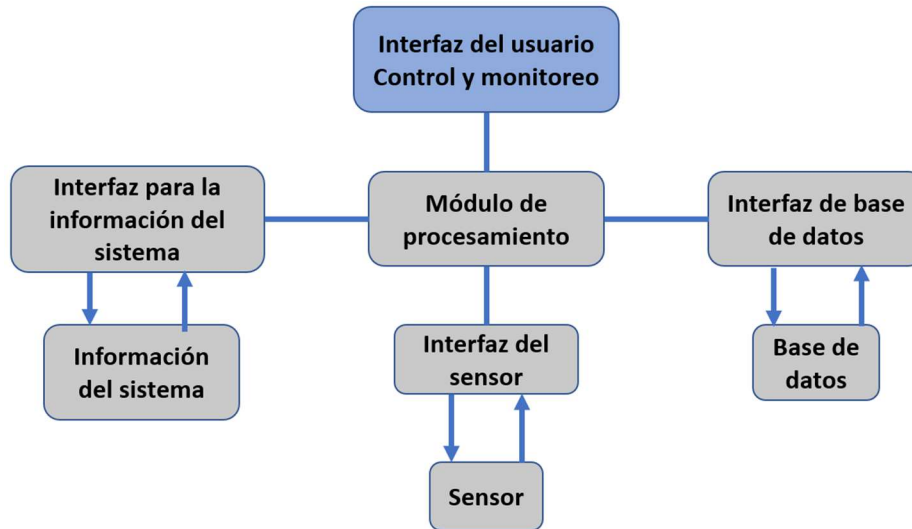 Interfaz del usuario
Control y monitoreo
Interfaz para la
información del
sistema
Módulo de
procesamiento
Interfaz de base
de datos
Información
del sistema
Interfaz del
sensor
Base de
datos
Sensor